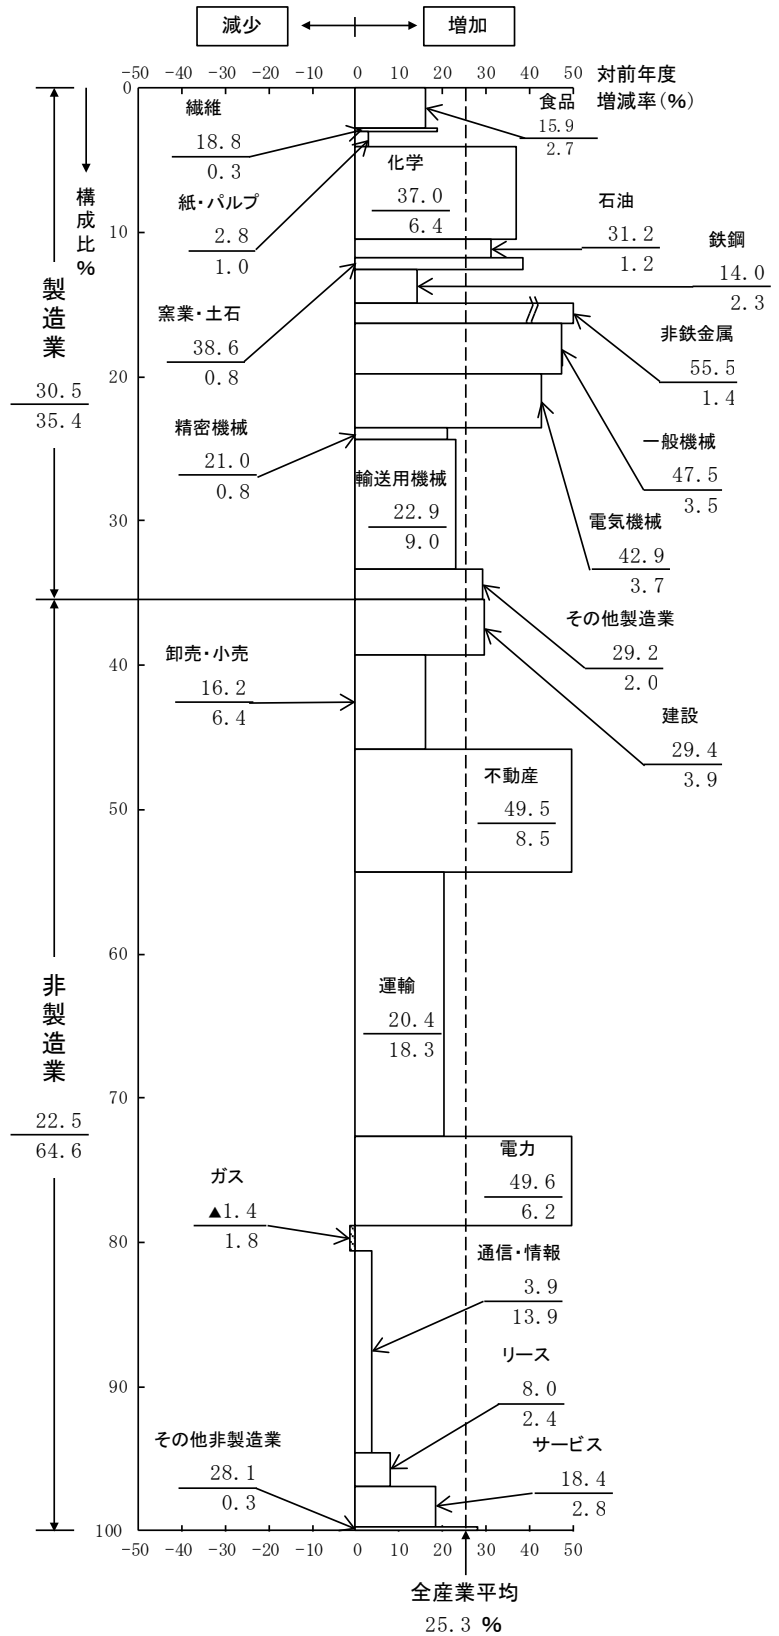 減少
増加
-50 -40 -30 -20 -10 0 10 20 30 40 50
対前年度
増減率(%)
0
10
20
30
40
50
60
70
80
90
100
構成比%
製造業
30.5
35.4
非製造業
22.5
64.6
食品
15.9
2.7
繊維
18.8
0.3
紙・パルプ
2.8
1.0
化学
37.0
6.4
石油
31.2
1.2
窯業・土石
38.6
0.8
鉄鋼
14.0
2.3
非鉄金属
55.5
1.4
一般機械
47.5
3.5
電気機械
42.9
3.7
精密機械
21.0
0.8
輸送用機械
22.9
9.0
その他製造業
29.2
2.0
建設
29.4
3.9
卸売・小売
16.2
6.4
不動産
49.5
8.5
運輸
20.4
18.3
電力
49.6
6.2
ガス
▲1.4
1.8
通信・情報
3.9
13.9
リース
8.0
2.4
サービス
18.4
2.8
その他非製造業
28.1
0.3
-50 -40 -30 -20 -10 0 10 20 30 40 50
全産業平均
25.3 %